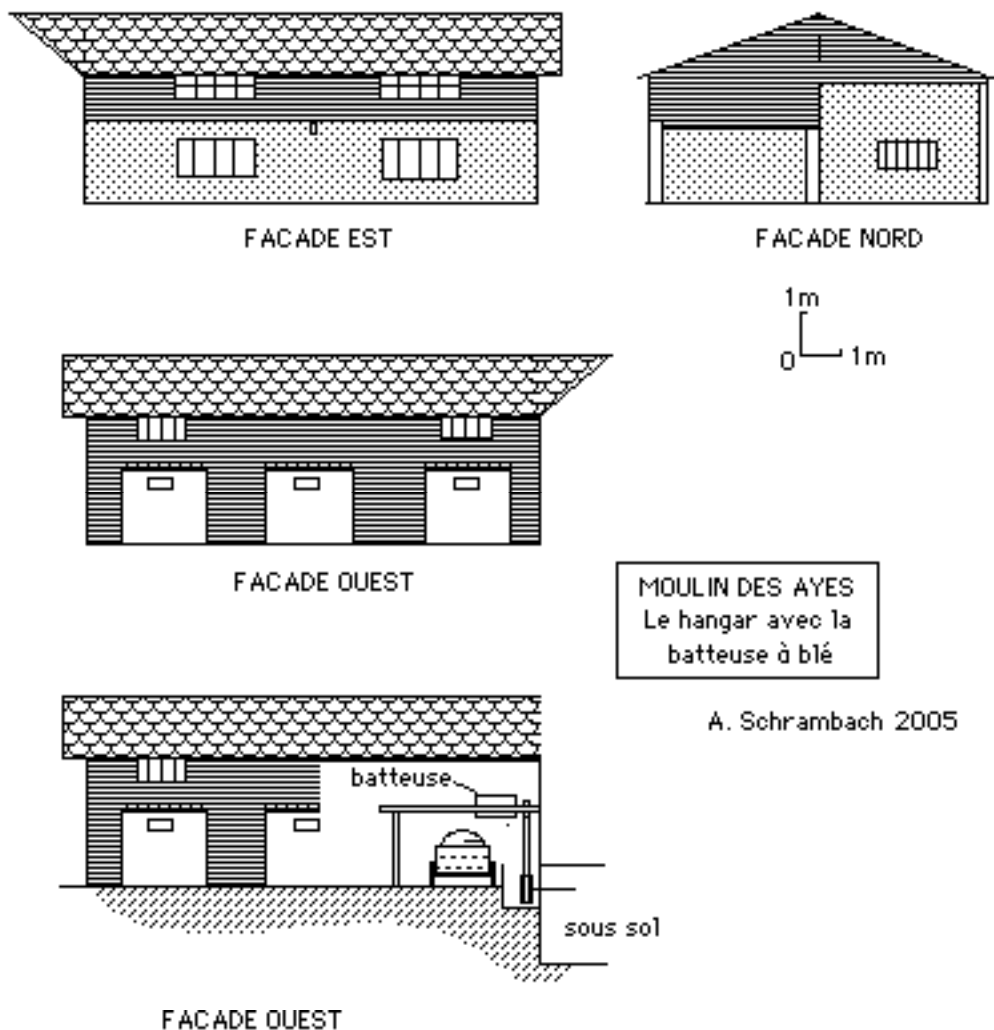 FACADE EST
FACADE NORD
1m
0
1m
FACADE OUEST
MOULIN DES AYES
Le hangar avec la
batteuse à blé
A. Schrambach 2005
batteuse
sous sol
FACADE OUEST